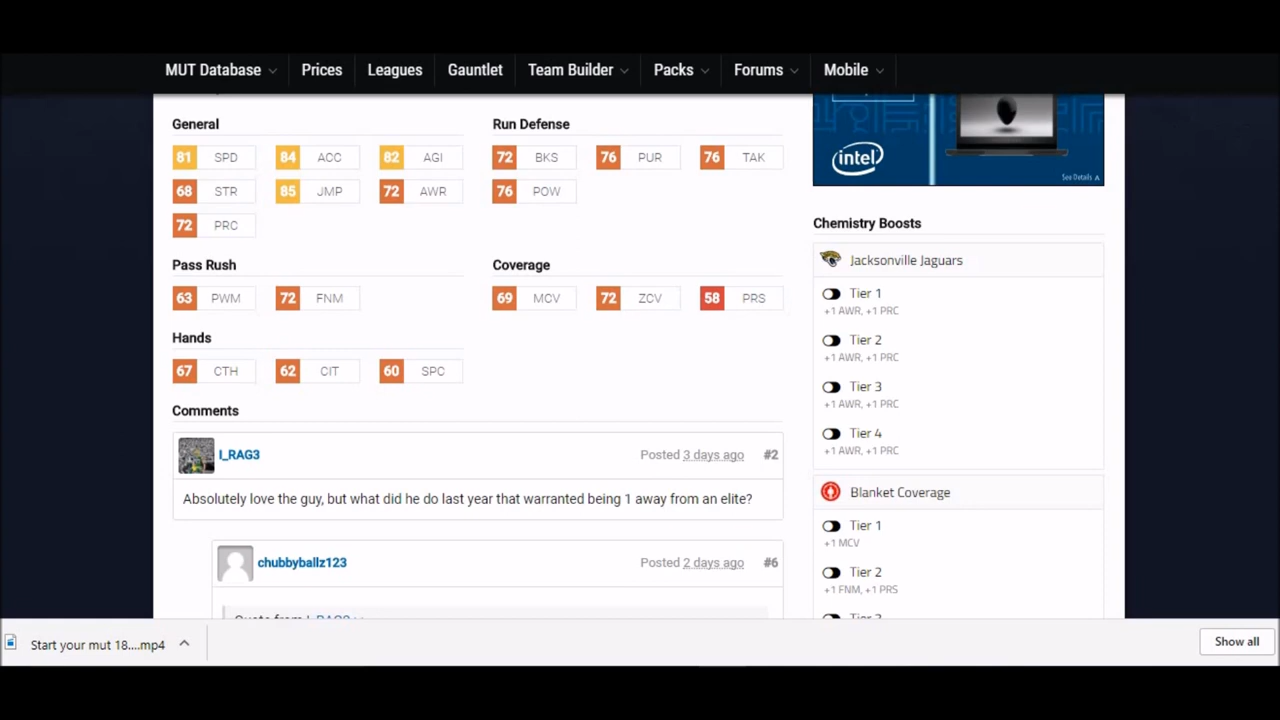 MUT Database Prices Leagues Gauntlet Team Builder Packs Forums Mobile
General
81 SPD 84 ACC 82 AGI
68 STR 85 JMP 72 AWR
72 PRC
Run Defense
72 BKS 76 PUR 76 TAK
76 POW
Pass Rush
63 PWM 72 FNM
Coverage
69 MCV 72 ZCV 58 PRS
Hands
67 CTH 62 CIT 60 SPC
Comments
I_RAG3 Posted 3 days ago #2
Absolutely love the guy, but what did he do last year that warranted being 1 away from an elite?
chubbyballz123 Posted 2 days ago #6
intel
See Details
Chemistry Boosts
Jacksonville Jaguars
Tier 1
+1 AWR, +1 PRC
Tier 2
+1 AWR, +1 PRC
Tier 3
+1 AWR, +1 PRC
Tier 4
+1 AWR, +1 PRC
Blanket Coverage
Tier 1
+1 MCV
Tier 2
+1 FNM, +1 PRS
Start your mut 18....mp4
Show all